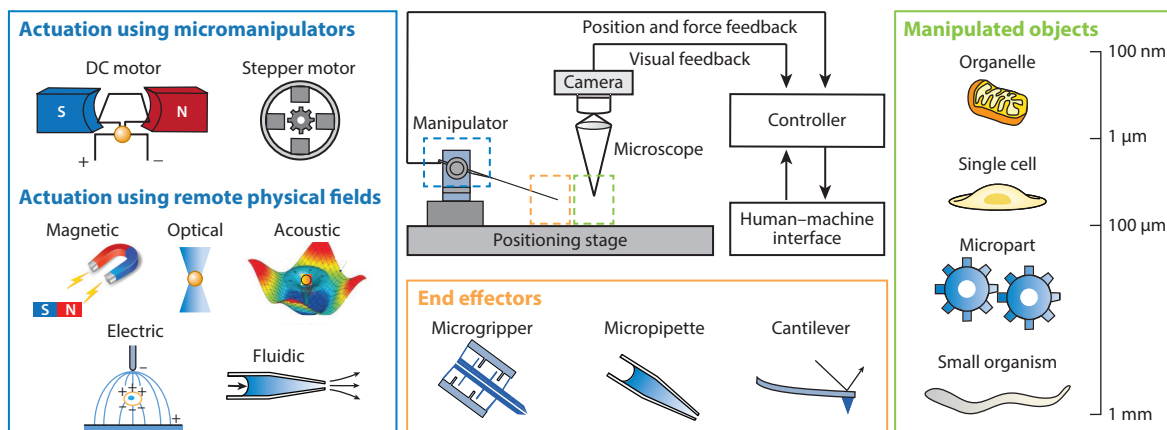 Actuation using micromanipulators
DC motor
Stepper motor
S
N
+
−
Actuation using remote physical fields
Magnetic
Optical
Acoustic
S
N
Electric
−
+ + +
+ +
− − −
+
Fluidic
Position and force feedback
Visual feedback
Camera
Manipulator
Microscope
Controller
Human–machine
interface
Positioning stage
End effectors
Microgripper
Micropipette
Cantilever
Manipulated objects
Organelle
Single cell
Micropart
Small organism
100 nm
1 µm
100 µm
1 mm